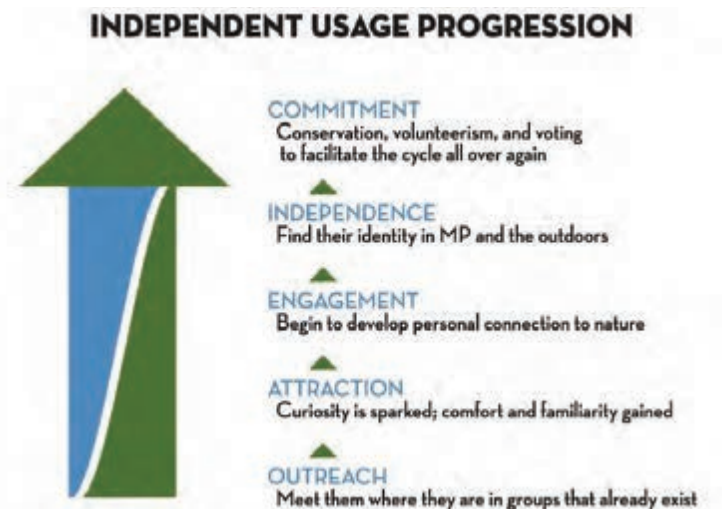 INDEPENDENT USAGE PROGRESSION
COMMITMENT
Conservation, volunteerism, and voting
to facilitate the cycle all over again
INDEPENDENCE
Find their identity in MP and the outdoors
ENGAGEMENT
Begin to develop personal connection to nature
ATTRACTION
Curiosity is sparked; comfort and familiarity gained
OUTREACH
Meet them where they are in groups that already exist